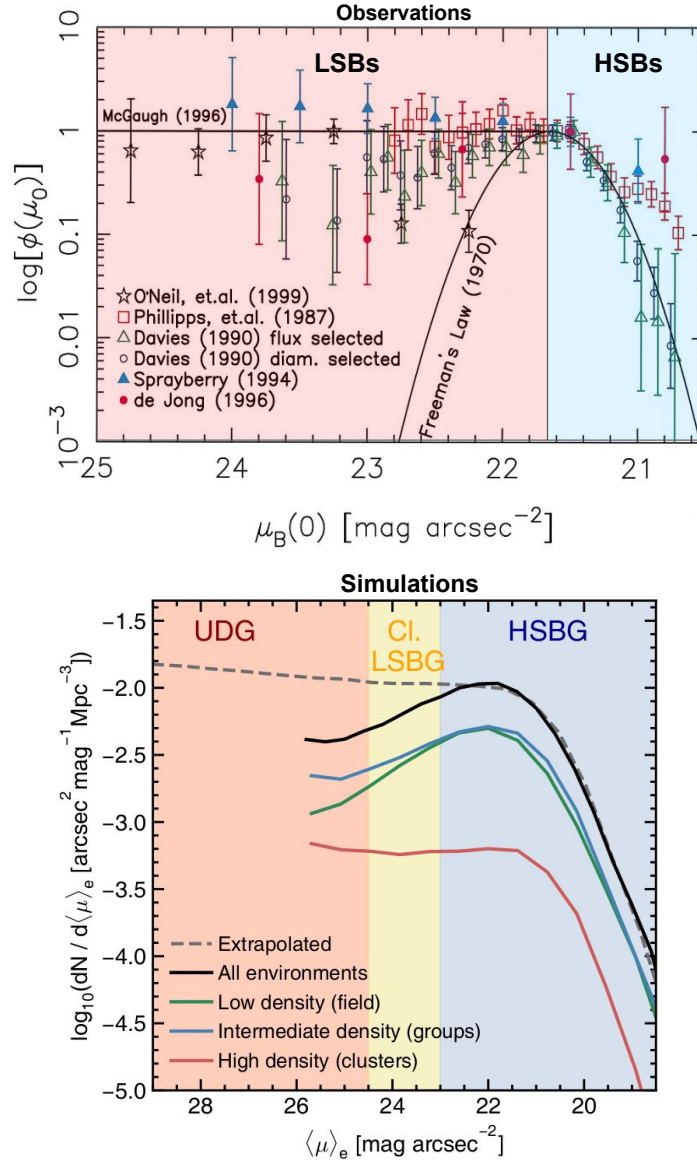 Observations
LSBs HSBs
McGaugh (1996)
10
1
0.1
0.01
10⁻³
log[ϕ(μ₀)]
O'Neil, et.al. (1999)
Phillipps, et.al. (1987)
Davies (1990) flux selected
Davies (1990) diam. selected
Sprayberry (1994)
de Jong (1996)
Freeman's Law (1970)
25 24 23 22 21
μ_B(0) [mag arcsec⁻²]
Simulations
UDG Cl. HSBG
LSBG
-1.5
-2.0
-2.5
-3.0
-3.5
-4.0
-4.5
-5.0
log₁₀(dN / d⟨μ⟩ₑ [arcsec² mag⁻¹Mpc⁻³])
Extrapolated
All environments
Low density (field)
Intermediate density (groups)
High density (clusters)
28 26 24 22 20
⟨μ⟩ₑ [mag arcsec⁻²]